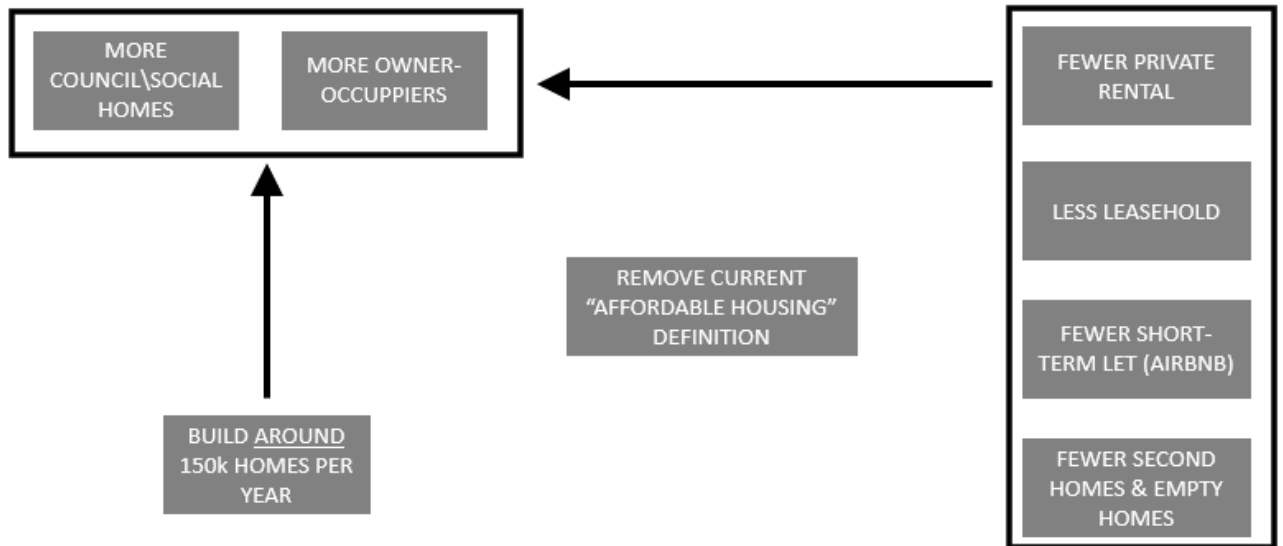 MORE
COUNCIL\SOCIAL
HOMES
MORE OWNER-
OCCUPPIERS
FEWER PRIVATE
RENTAL
LESS LEASEHOLD
REMOVE CURRENT
“AFFORDABLE HOUSING”
DEFINITION
FEWER SHORT-
TERM LET (AIRBNB)
BUILD AROUND
150k HOMES PER
YEAR
FEWER SECOND
HOMES & EMPTY
HOMES